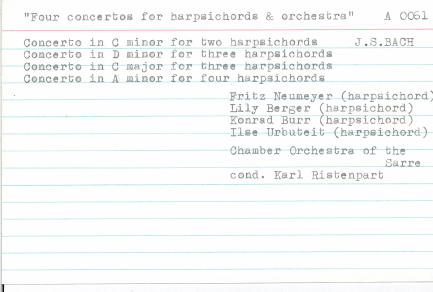 "Four concertos for harpsichords & orchestra" A 0061
Concerto in C minor for two harpsichords J.S.BACH
Concerto in D minor for three harpsichords
Concerto in C major for three harpsichords
Concerto in A minor for four harpsichords
Fritz Neumeyer (harpsichord)
Lily Berger (harpsichord)
Konrad Burr (harpsichord)
Ilse Urbuteit (harpsichord)
Chamber Orchestra of the
Sarre
cond. Karl Ristenpart